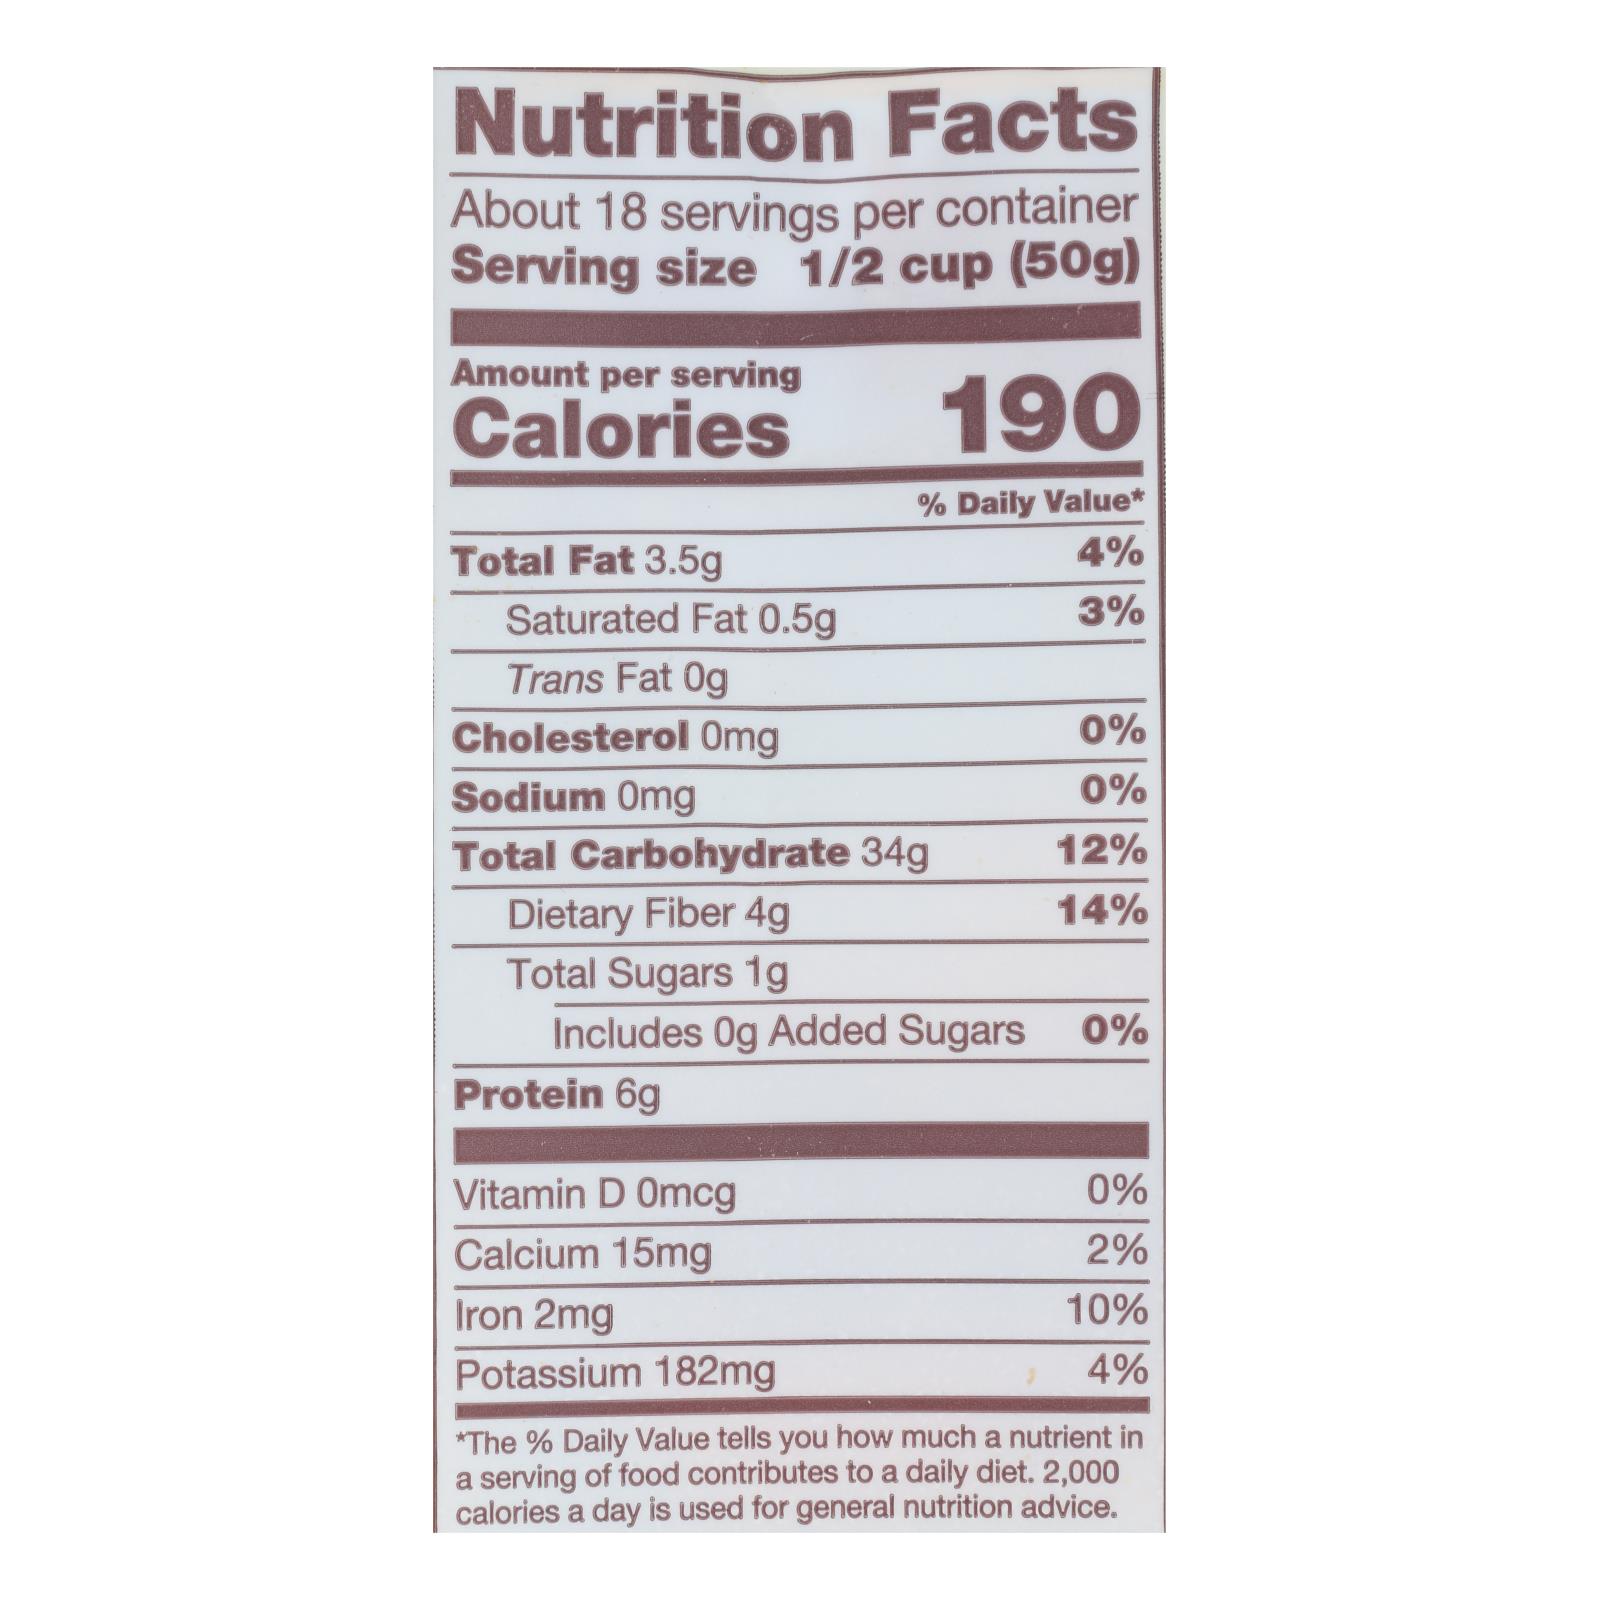 Nutrition Facts
About 18 servings per container
Serving size 1/2 cup (50g)
Amount per serving
Calories 190
% Daily Value*
Total Fat 3.5g 4%
Saturated Fat 0.5g 3%
Trans Fat 0g
Cholesterol 0mg 0%
Sodium 0mg 0%
Total Carbohydrate 34g 12%
Dietary Fiber 4g 14%
Total Sugars 1g
Includes 0g Added Sugars 0%
Protein 6g
Vitamin D 0mcg 0%
Calcium 15mg 2%
Iron 2mg 10%
Potassium 182mg 4%
*The % Daily Value tells you how much a nutrient in
a serving of food contributes to a daily diet. 2,000
calories a day is used for general nutrition advice.